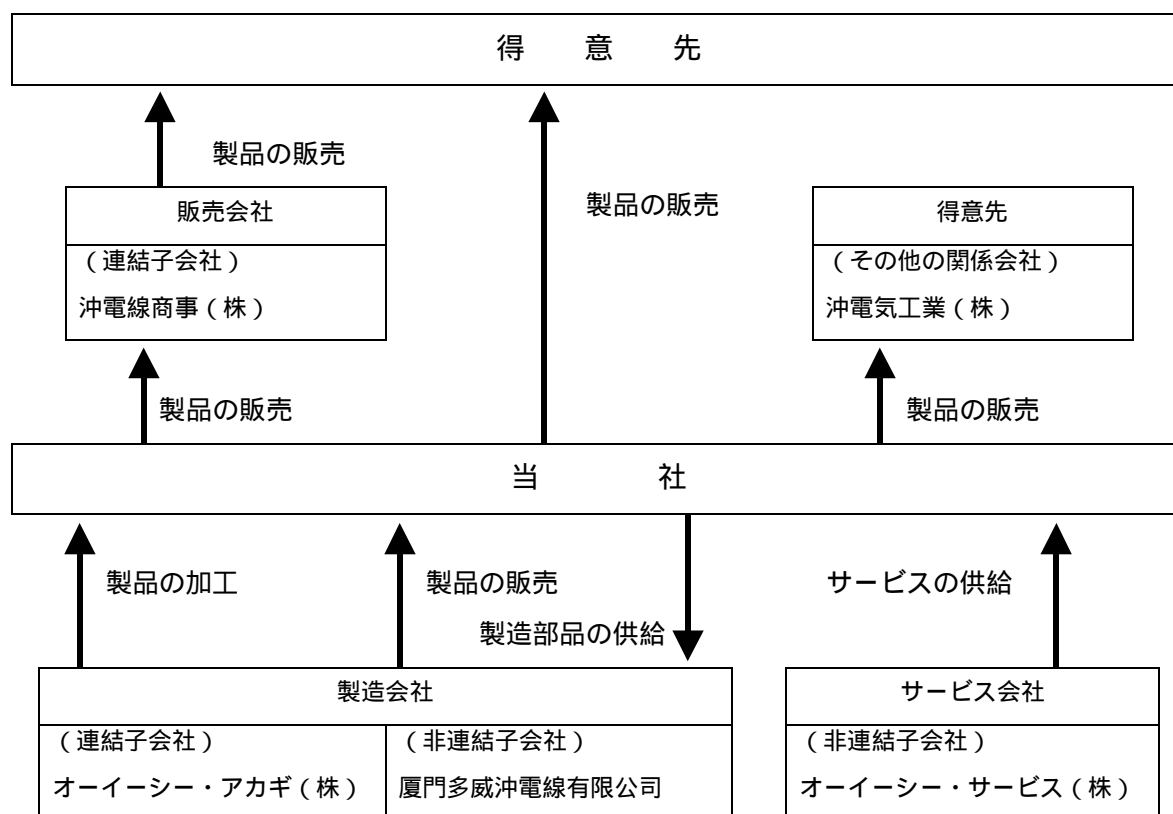 得 意 先
製品の販売
製品の販売
販売会社
(連結子会社)
沖電線商事(株)
得意先
(その他の関係会社)
沖電気工業(株)
製品の販売
製品の販売
当 社
製品の加工
製品の販売
サービスの供給
製造部品の供給
製造会社
(連結子会社)
オーイーシー・アカギ(株)
(非連結子会社)
厦門多威沖電線有限公司
サービス会社
(非連結子会社)
オーイーシー・サービス(株)